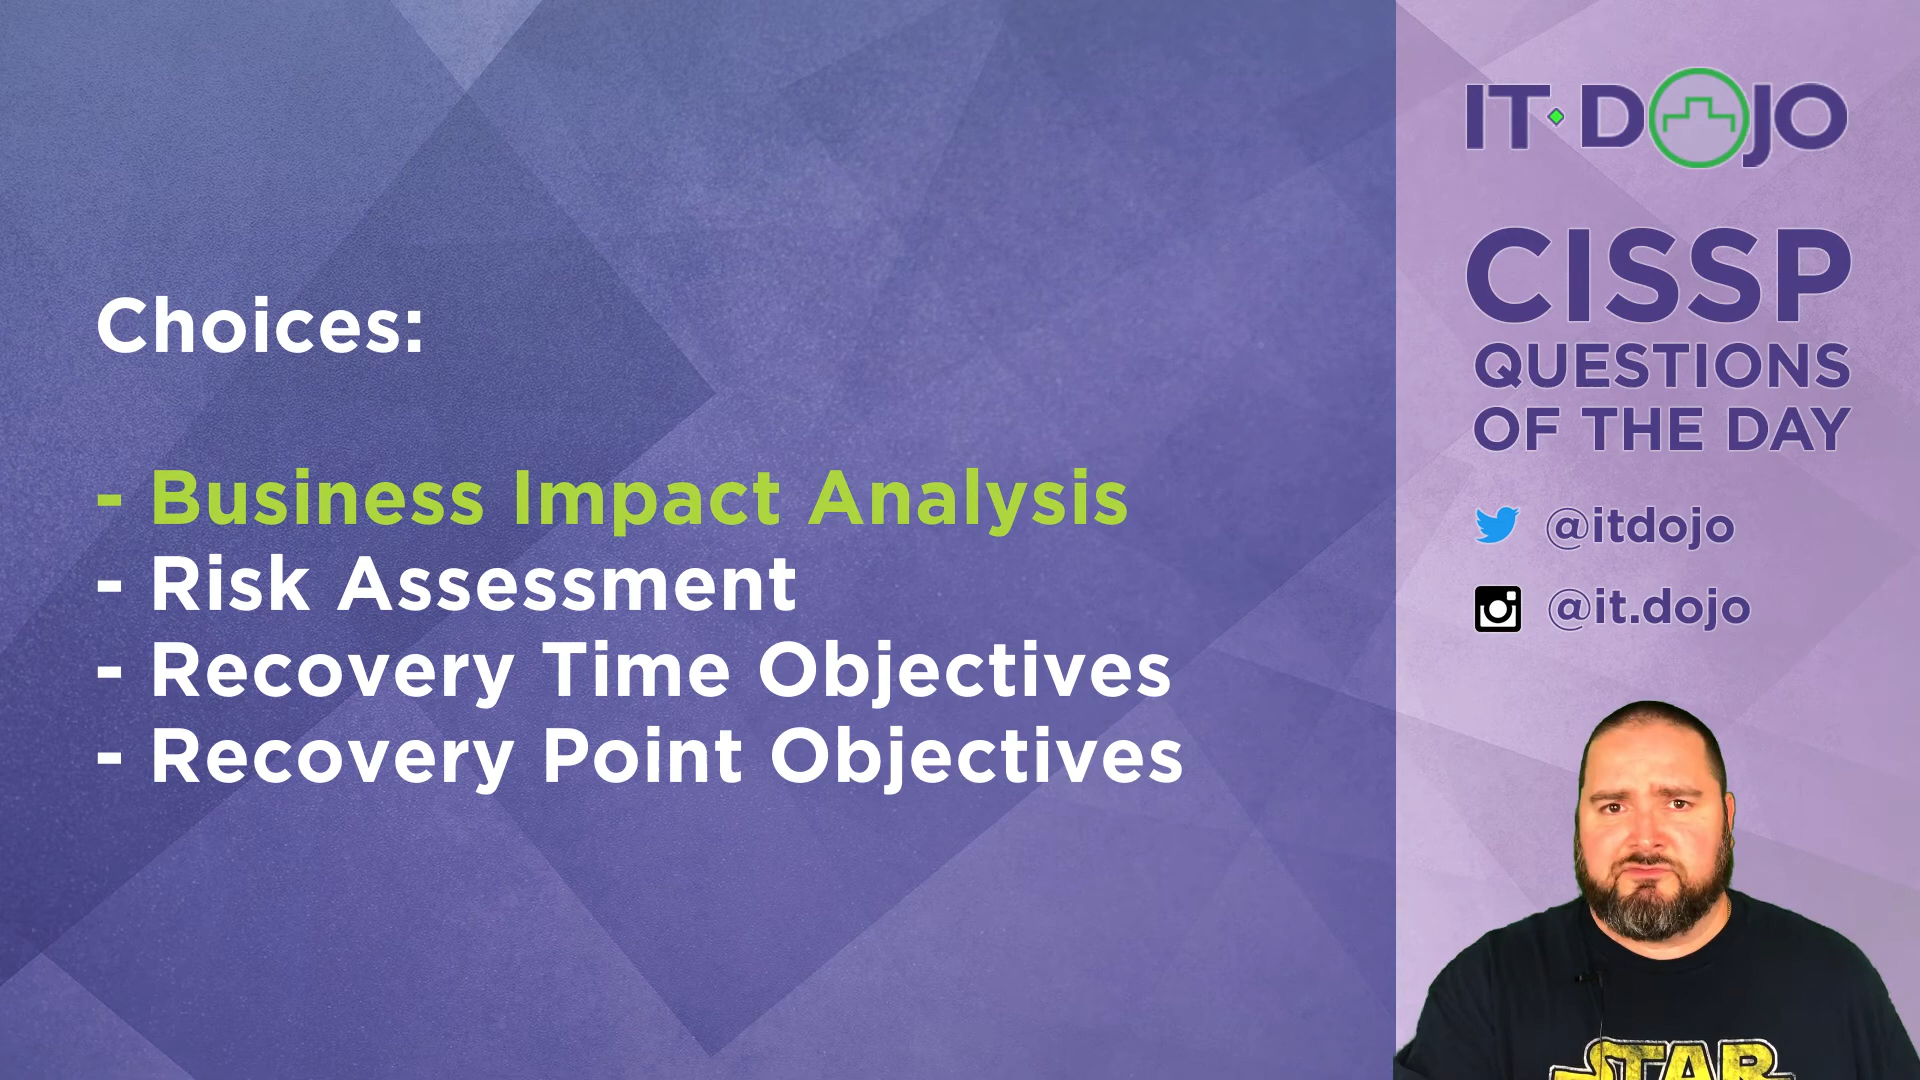 Choices:
- Business Impact Analysis
- Risk Assessment
- Recovery Time Objectives
- Recovery Point Objectives
IT DOJO
CISSP
QUESTIONS
OF THE DAY
@itdojo
@it.dojo
STAR